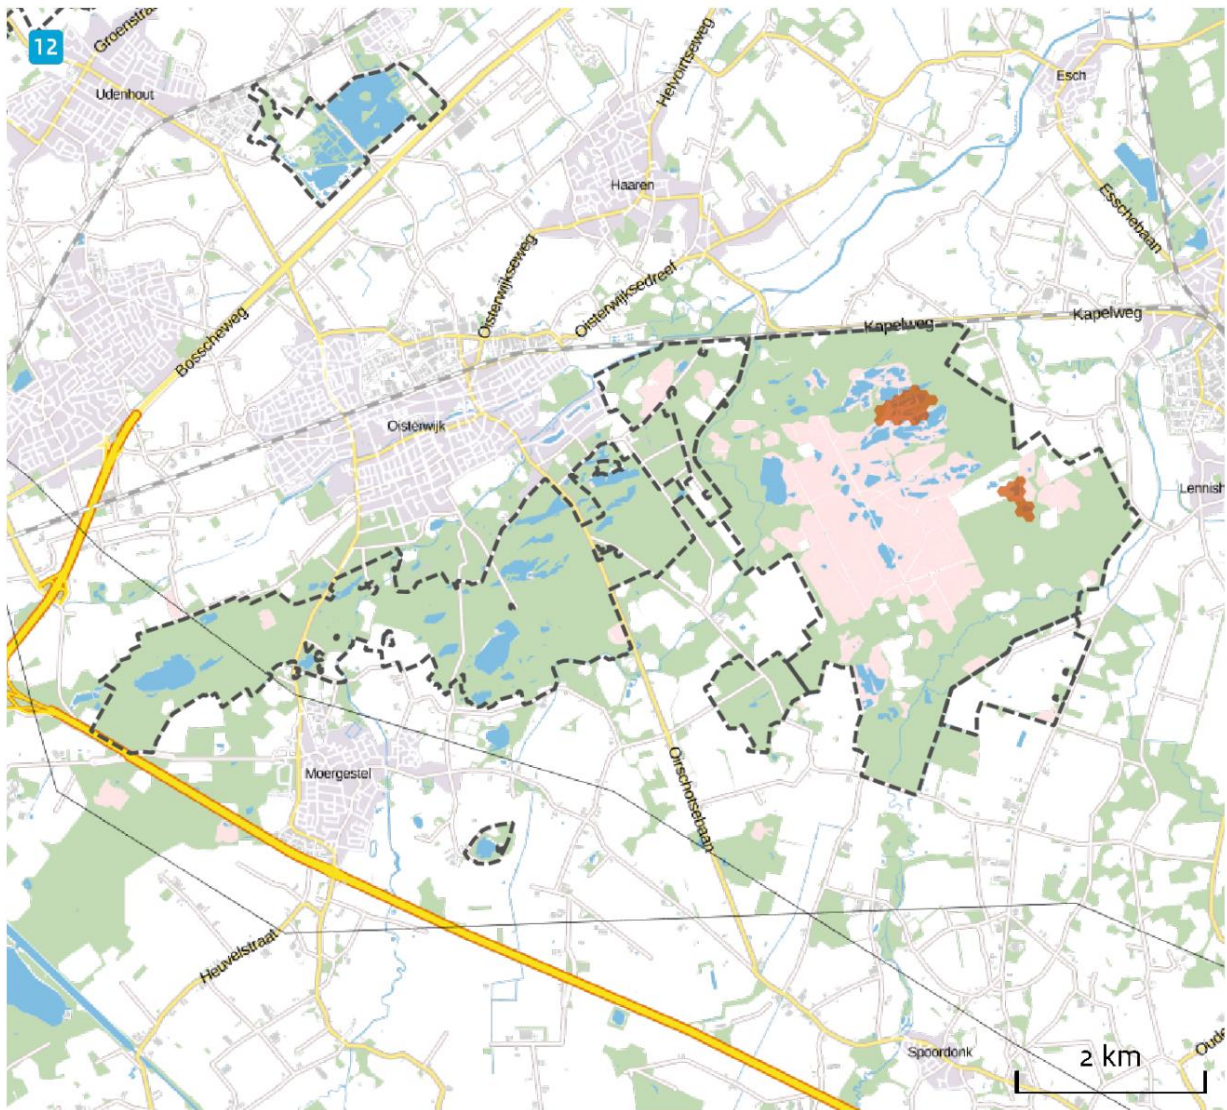 12
Groenstraat
Udenhout
Helvoirtseweg
Esch
Haaren
Esschebaan
Oisterwijkseweg
Oisterwijksedreef
Bosscheweg
Kapelweg
Kapelweg
Oisterwijk
Lennish
Moergestel
Oirschotsebaan
Heuvelstraat
Spoordonk
Oude
2 km